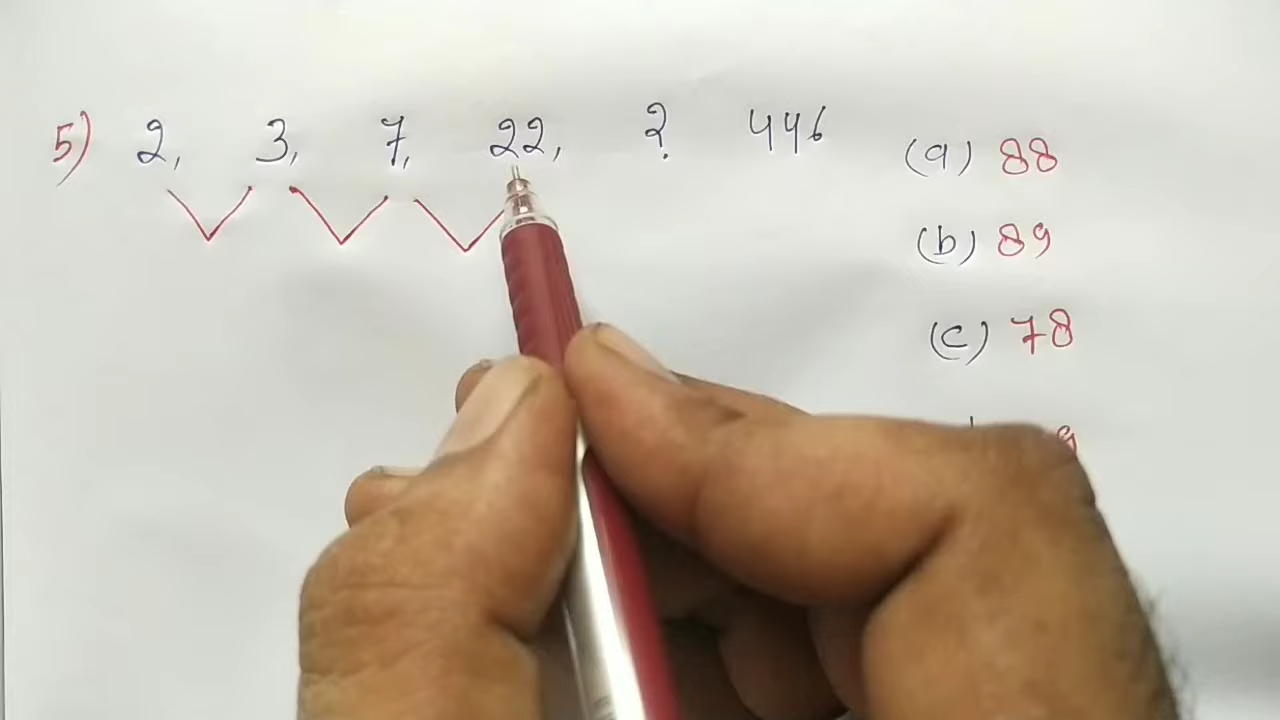 5) 2, 3, 7, 22, ? 446
(a) 88
(b) 89
(c) 78